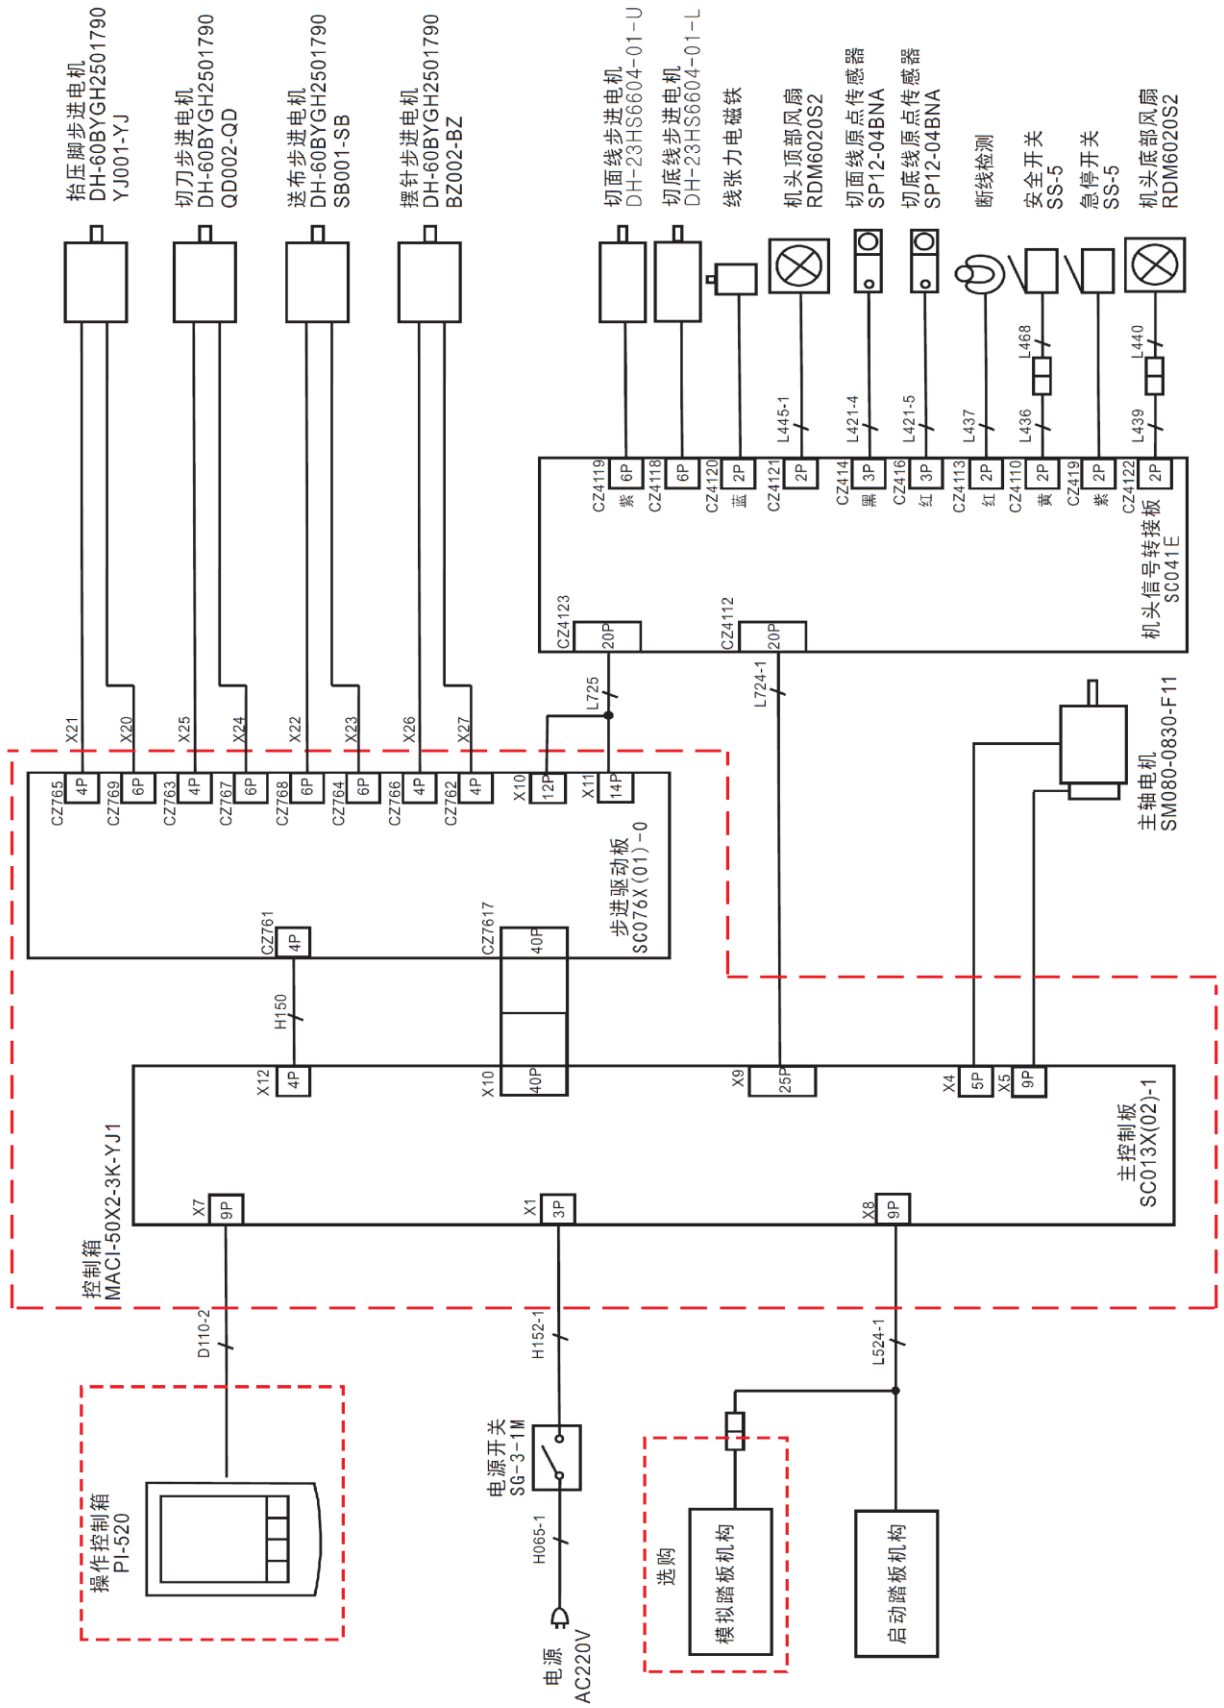 抬压脚步进电机
DH-60BYGH2501790
YJ001-YJ
切刀步进电机
DH-60BYGH2501790
QD002-QD
送布步进电机
DH-60BYGH2501790
SB001-SB
摆针步进电机
DH-60BYGH2501790
BZ002-BZ
切面线步进电机
DH-23HS6604-01-U
切底线步进电机
DH-23HS6604-01-L
线张力电磁铁
机头顶部风扇
RDM6020S2
切面线原点传感器
SP12-04BNA
切底线原点传感器
SP12-04BNA
断线检测
安全开关
SS-5
急停开关
SS-5
机头底部风扇
RDM6020S2
L445-1
L421-4
L421-5
L437
L468
L436
L440
L439
CZ4119
6P
紫
CZ4118
6P
CZ4120
2P
蓝
CZ4121
2P
CZ414
3P
黑
CZ416
3P
红
CZ4113
2P
红
CZ4110
2P
黄
CZ419
2P
紫
CZ4122
2P
机头信号转接板
SC041E
CZ4123
20P
CZ4112
20P
L725
L724-1
X21
X20
X25
X24
X22
X23
X26
X27
CZ765
4P
CZ769
6P
CZ763
4P
CZ767
6P
CZ768
4P
CZ764
6P
CZ766
4P
CZ762
4P
X10
12P
X11
14P
步进驱动板
SC076X(01)-0
CZ761
4P
CZ7617
40P
H150
主轴电机
SM080-0830-F11
X12
4P
X10
40P
X9
25P
X4
5P
X5
9P
主控制板
SC013X(02)-1
X7
9P
X1
3P
X8
9P
控制箱
MACI-50X2-3K-YJ1
D110-2
H152-1
L524-1
操作控制箱
PI-520
电源开关
SG-3-1M
H065-1
电源
AC220V
选购
模拟踏板机构
启动踏板机构